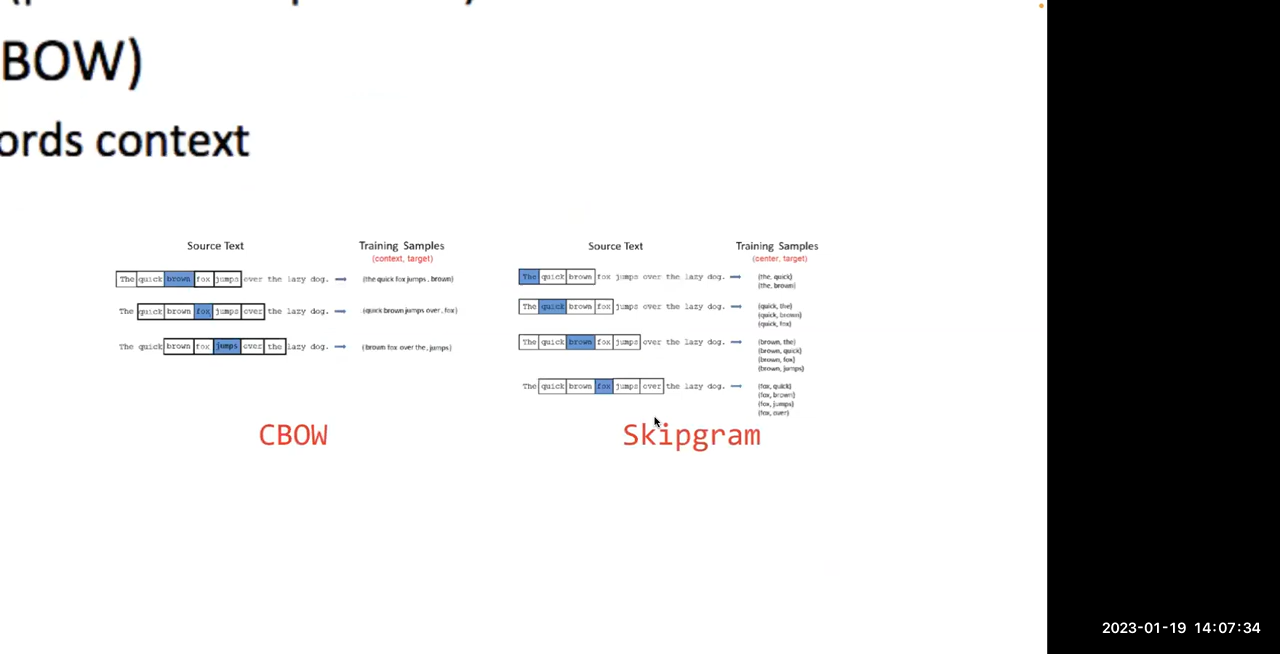 BOW)
ords context
Source Text
Training Samples
(context, target)
The quick brown fox jumps over the lazy dog.
(the quick fox jumps, brown)
The quick brown fox jumps over the lazy dog.
(quick brown jumps over, fox)
The quick brown fox jumps over the lazy dog.
(brown fox over the, jumps)
CBOW
Source Text
Training Samples
(center, target)
The quick brown fox jumps over the lazy dog.
(the, quick)
(the, brown)
The quick brown fox jumps over the lazy dog.
(quick, the)
(quick, brown)
(quick, fox)
The quick brown fox jumps over the lazy dog.
(brown, the)
(brown, quick)
(brown, fox)
(brown, jumps)
The quick brown fox jumps over the lazy dog.
(fox, quick)
(fox, brown)
(fox, jumps)
(fox, over)
Skipgram
2023-01-19 14:07:34